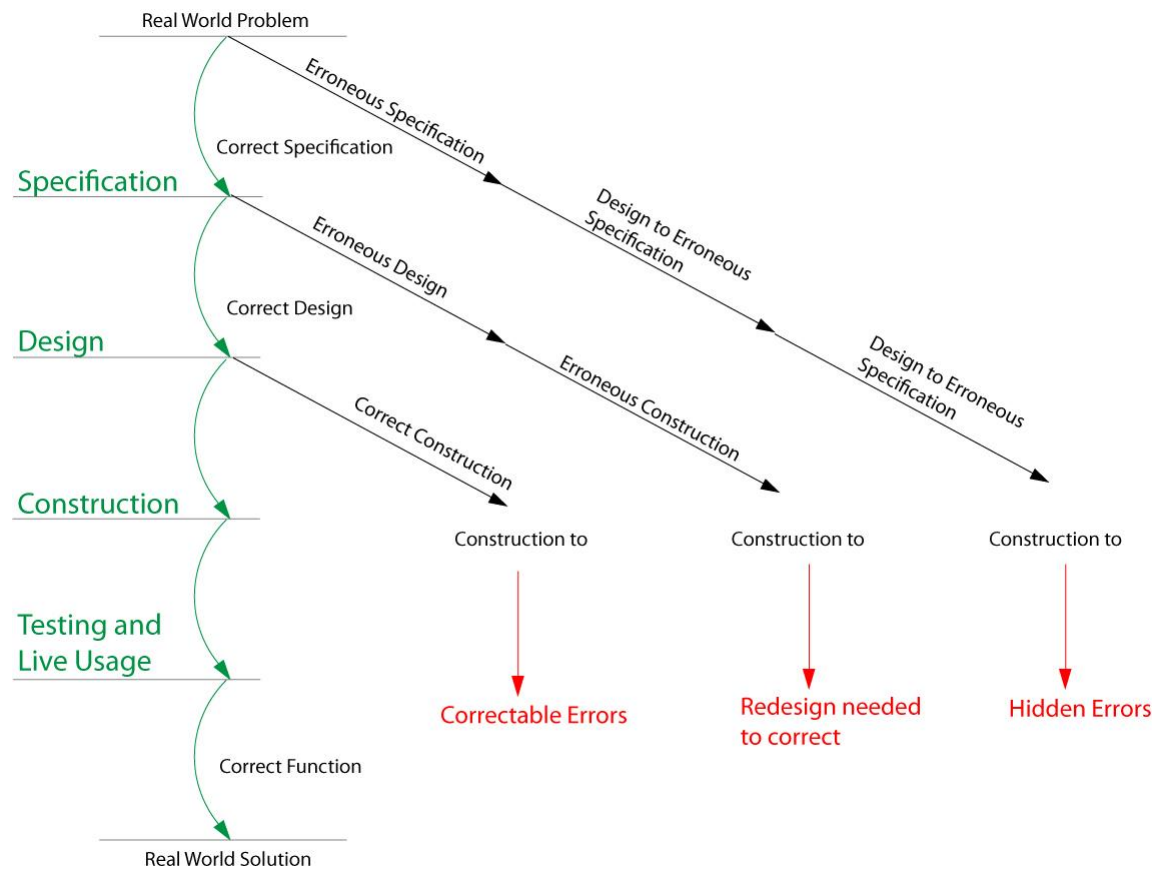 Real World Problem
Erroneous Specification
Correct Specification
Specification
Design to Erroneous
Specification
Erroneous Design
Correct Design
Design
Design to Erroneous
Specification
Erroneous Construction
Correct Construction
Construction
Construction to
Construction to
Construction to
Testing and
Live Usage
Correctable Errors
Redesign needed
to correct
Hidden Errors
Correct Function
Real World Solution